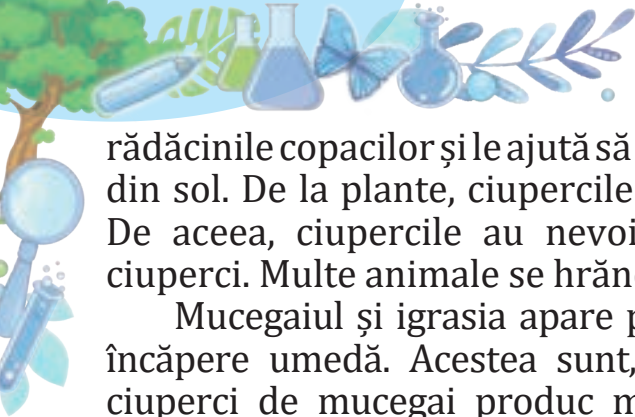 rădăcinile copacilor și le ajută să
din sol. De la plante, ciupercile
De aceea, ciupercile au nevoi
ciuperci. Multe animale se hrăn
Mucegaiul și igrasia apare p
încăpere umedă. Acestea sunt,
ciuperci de mucegai produc m